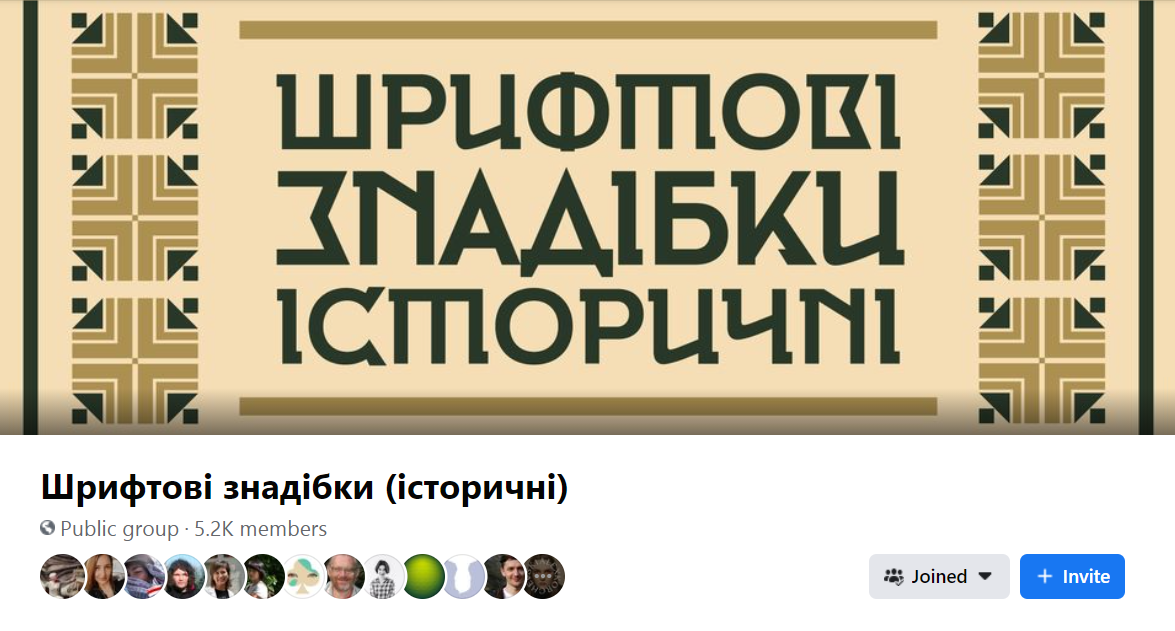 ШРИФТОВІ
ЗНАДІБКИ
ІСТОРИЧНІ
Шрифтові знадібки (історичні)
Public group · 5.2K members
Joined
+ Invite